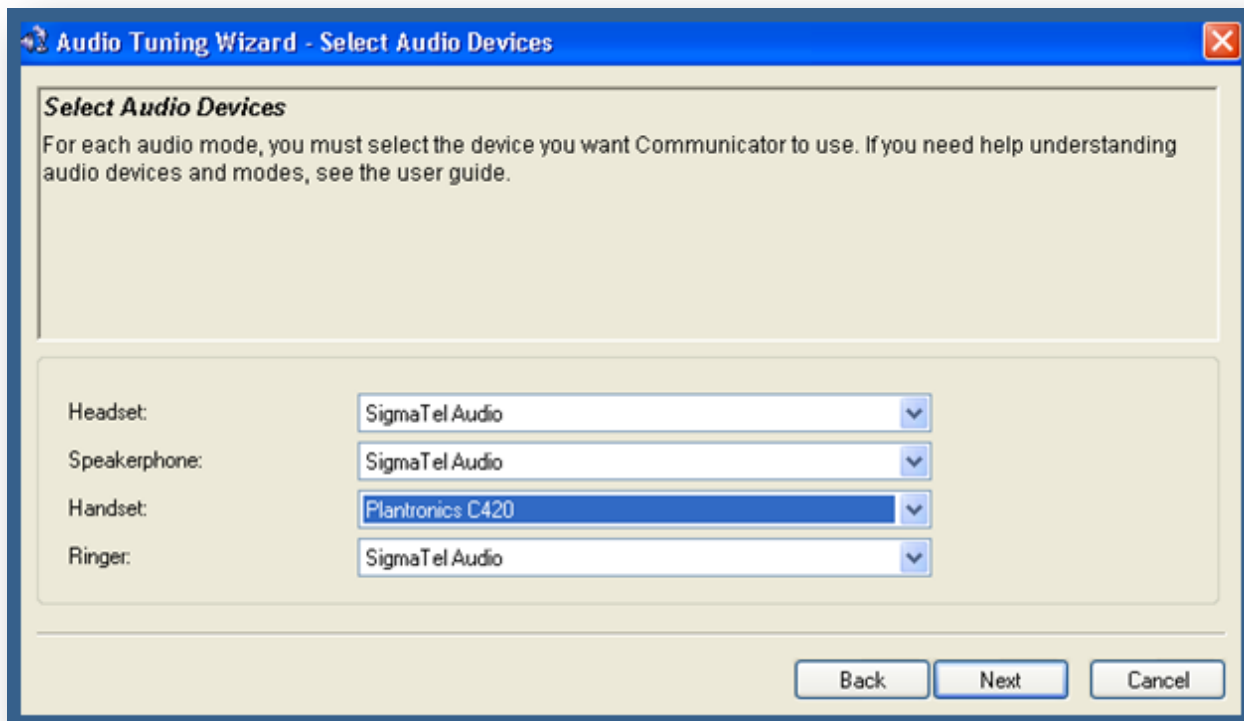 Audio Tuning Wizard - Select Audio Devices
Select Audio Devices
For each audio mode, you must select the device you want Communicator to use. If you need help understanding
audio devices and modes, see the user guide.
Headset: SigmaTel Audio
Speakerphone: SigmaTel Audio
Handset: Plantronics C420
Ringer: SigmaTel Audio
Back Next Cancel